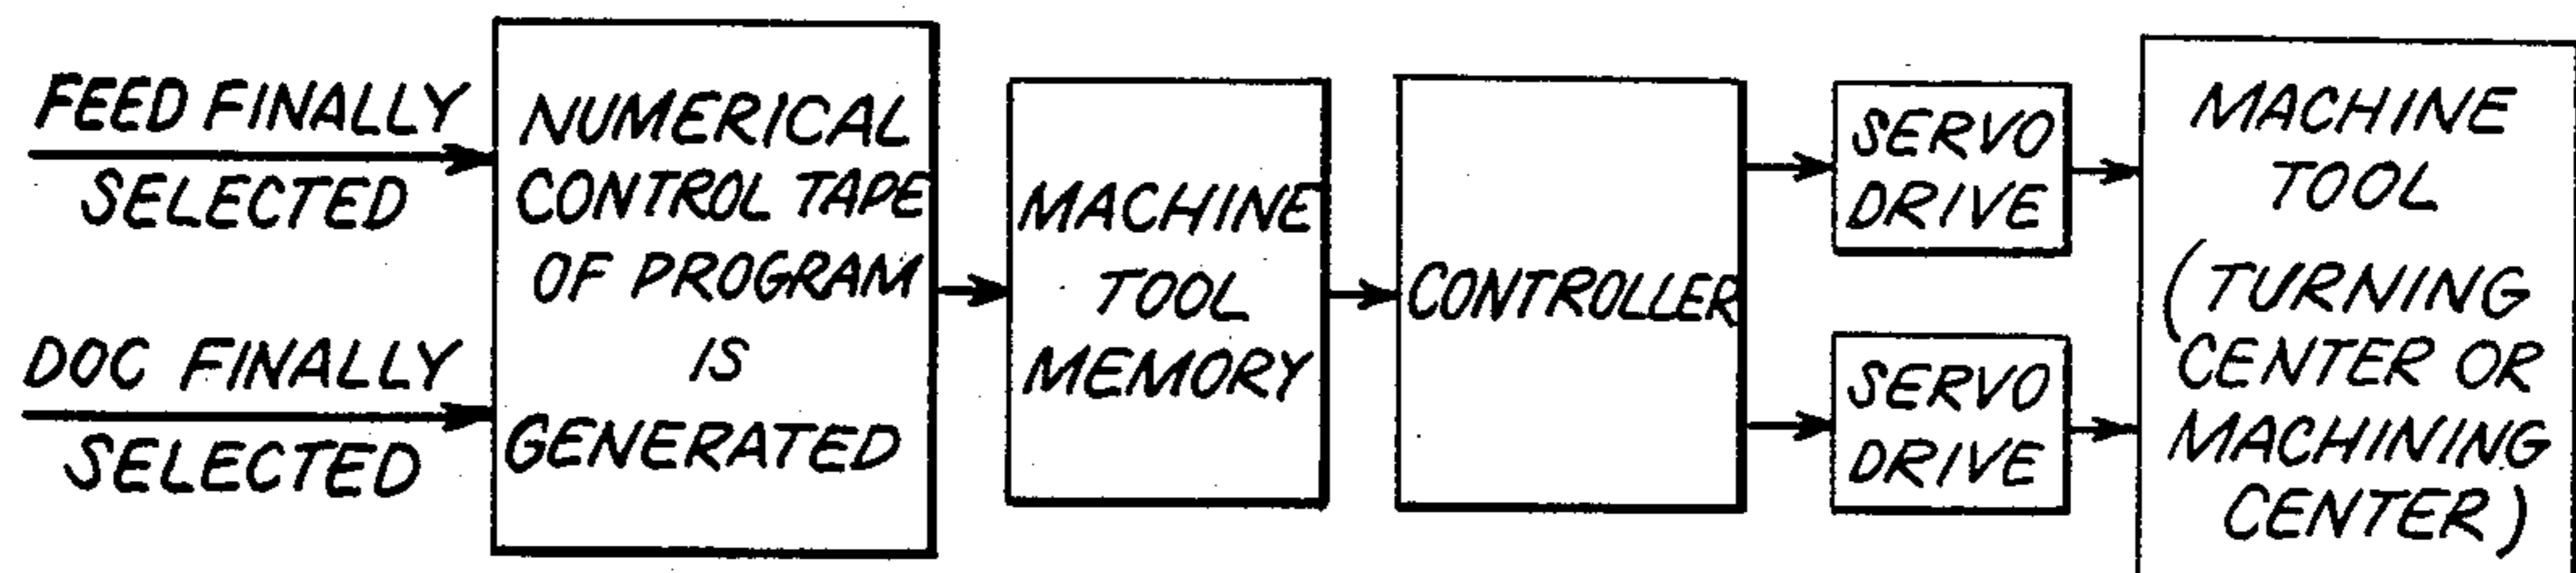 FEED FINALLY
SELECTED
DOC FINALLY
SELECTED
NUMERICAL
CONTROL TAPE
OF PROGRAM
IS
GENERATED
MACHINE
TOOL
MEMORY
CONTROLLER
SERVO
DRIVE
SERVO
DRIVE
MACHINE
TOOL
(TURNING
CENTER OR
MACHINING
CENTER)